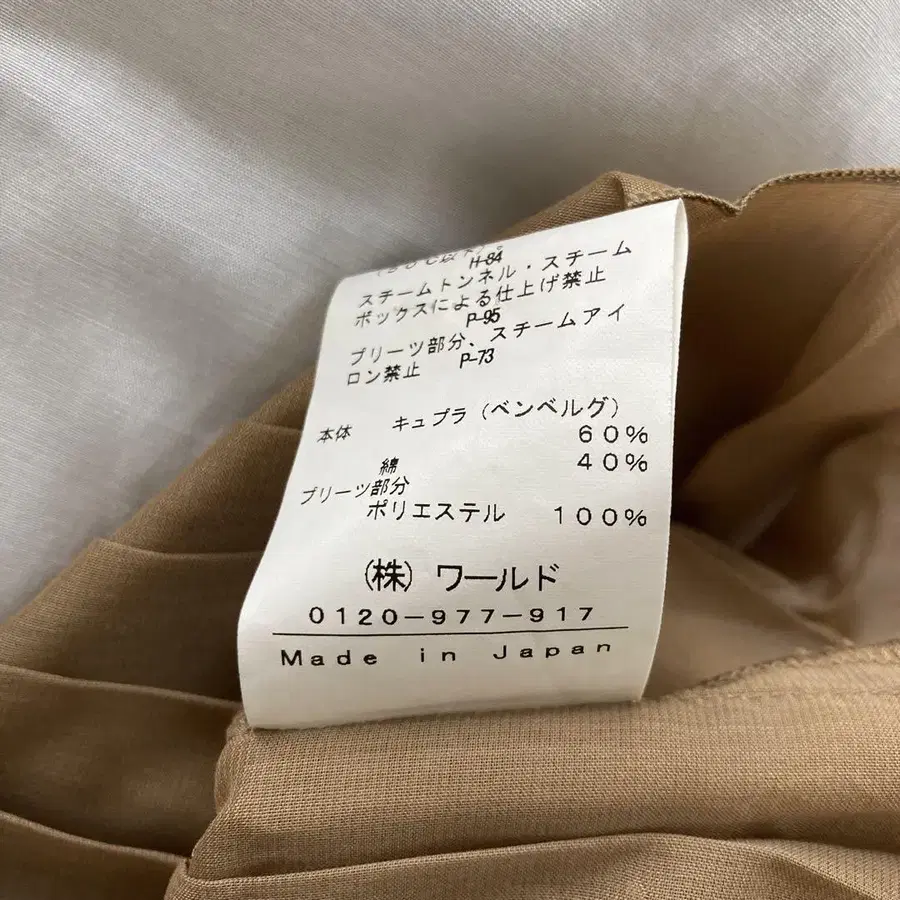 H-84
スチームトンネル・スチーム
ボックスによる仕上げ禁止
P-95
プリーツ部分、スチームアイ
ロン禁止 P-73
本体 キュプラ（ベンベルグ）
60%
綿 40%
プリーツ部分
ポリエステル 100%
(株) ワールド
0120-977-917
Made in Japan